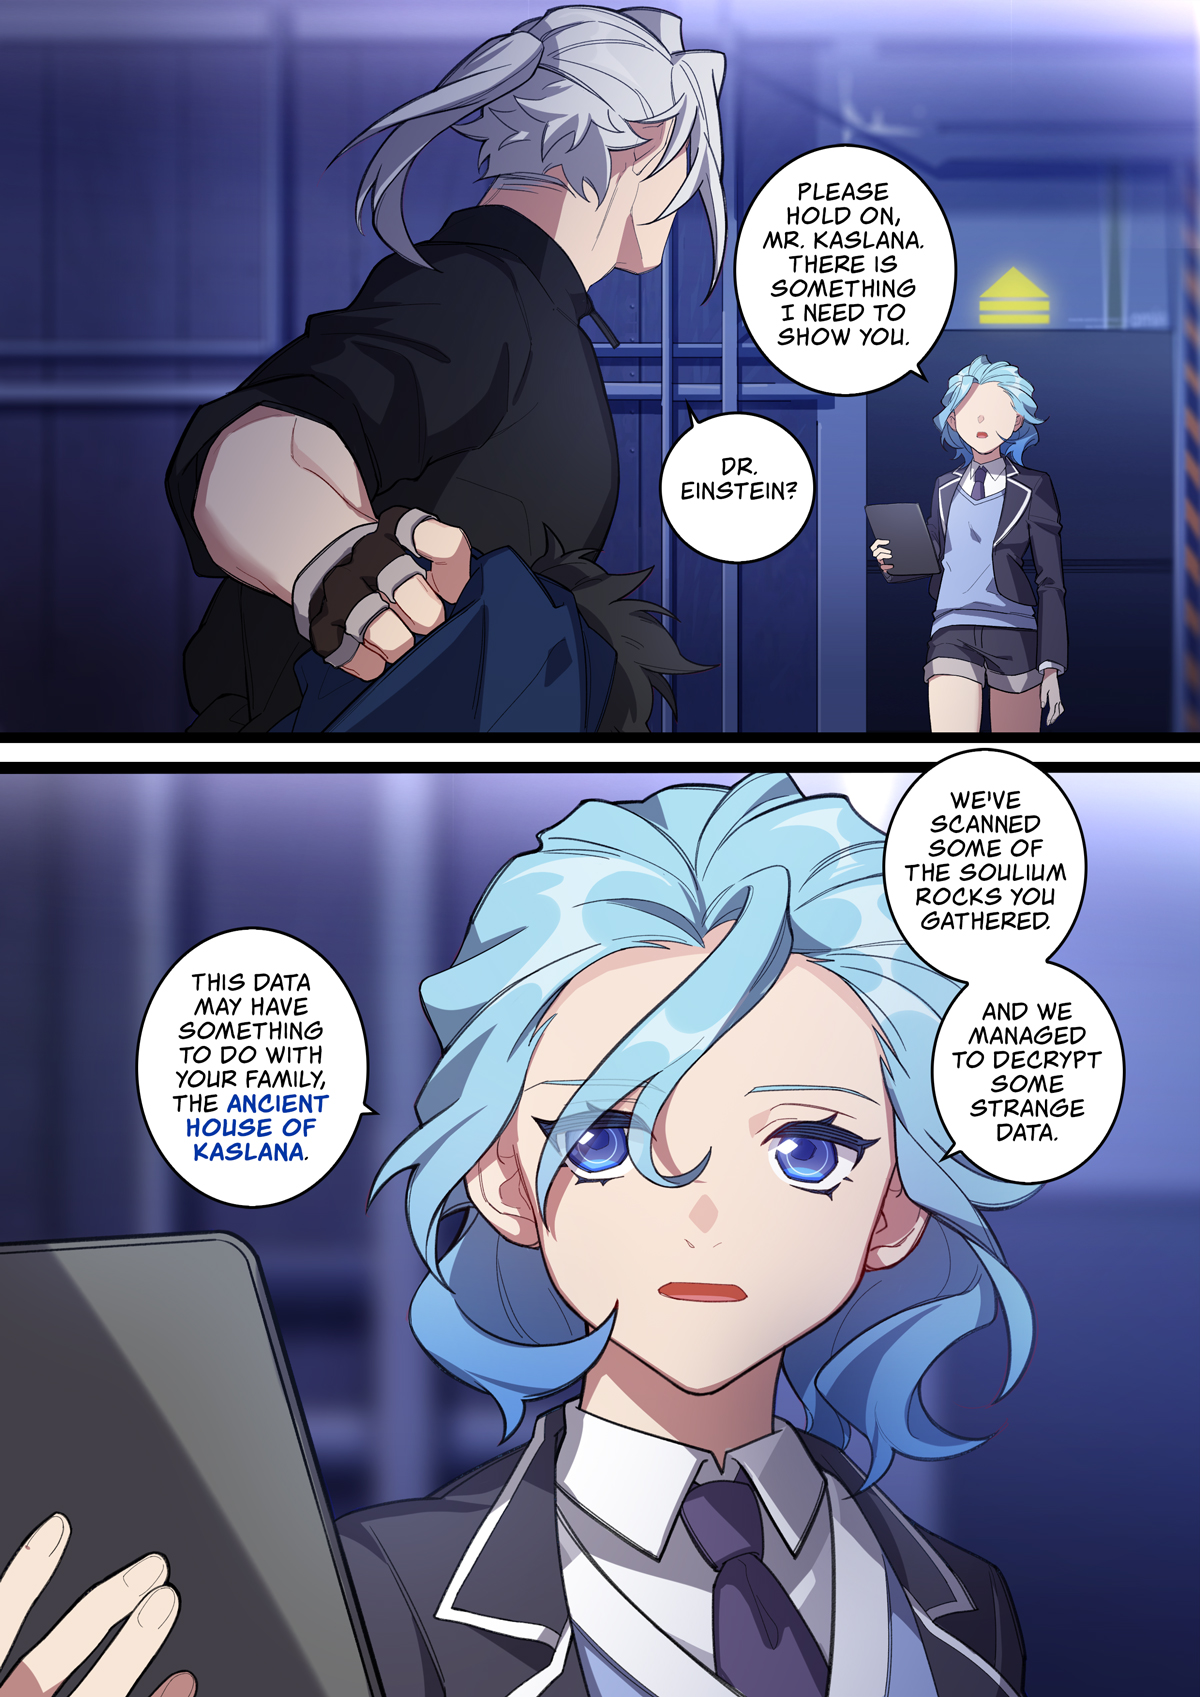 PLEASE
HOLD ON,
MR. KASLANA.
THERE IS
SOMETHING
I NEED TO
SHOW YOU.
DR.
EINSTEIN?
WE'VE
SCANNED
SOME OF
THE SOULIUM
ROCKS YOU
GATHERED.
AND WE
MANAGED
TO DECRYPT
SOME
STRANGE
DATA.
THIS DATA
MAY HAVE
SOMETHING
TO DO WITH
YOUR FAMILY,
THE ANCIENT
HOUSE OF
KASLANA.